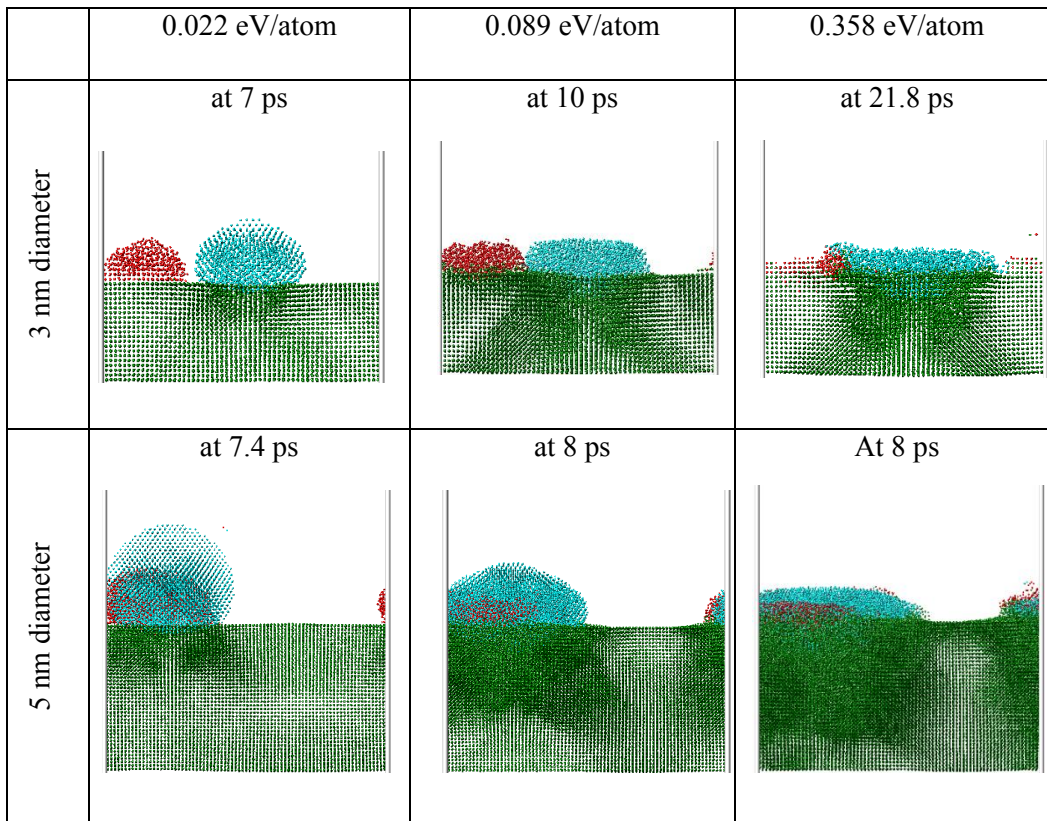 0.022 eV/atom
0.089 eV/atom
0.358 eV/atom
3 nm diameter
at 7 ps
at 10 ps
at 21.8 ps
5 nm diameter
at 7.4 ps
at 8 ps
At 8 ps